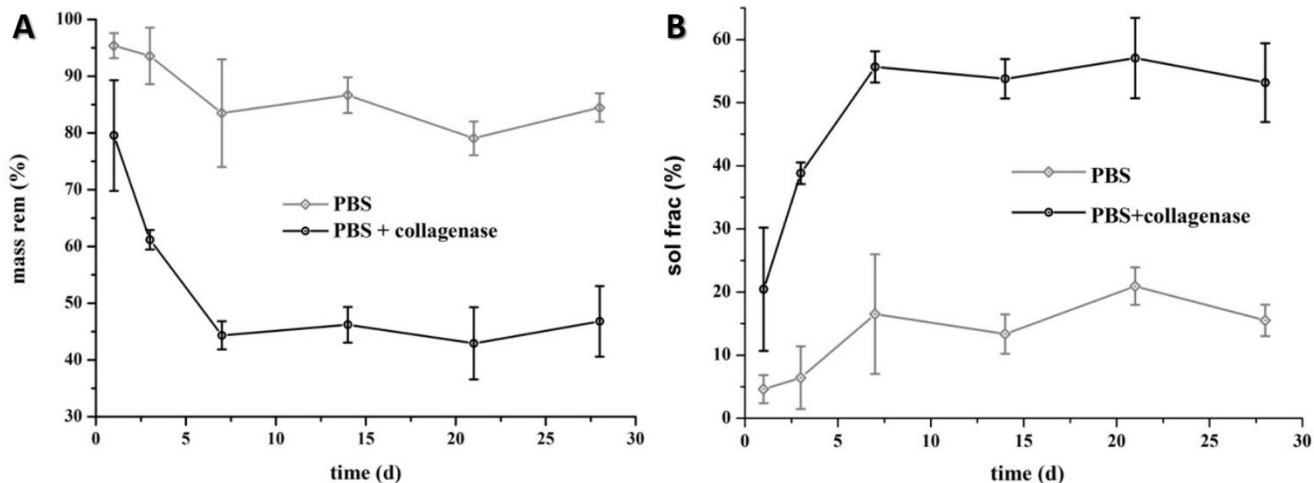 A
100
90
80
70
60
50
40
30
mass rem (%)
PBS
PBS + collagenase
0
5
10
15
20
25
30
time (d)
B
60
50
40
30
20
10
0
sol frac (%)
PBS
PBS+collagenase
0
5
10
15
20
25
30
time (d)